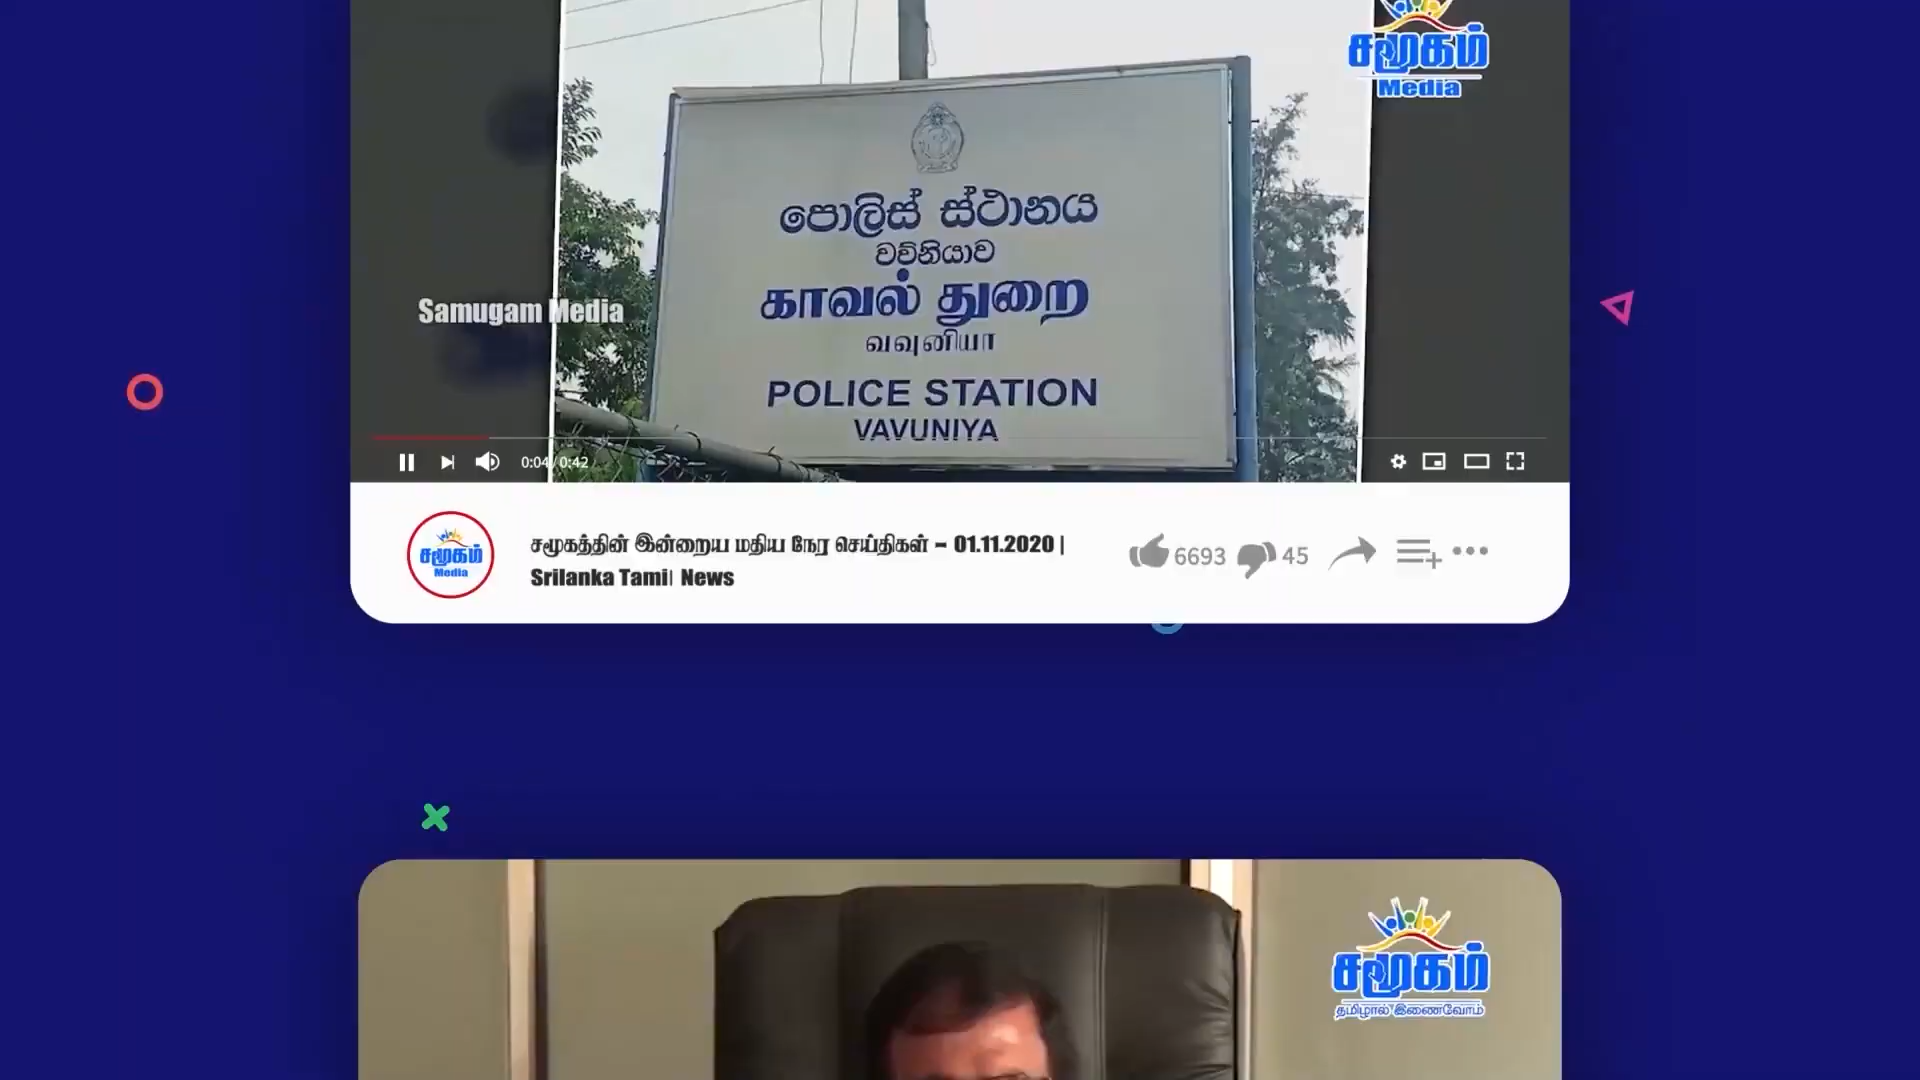 சமூகம்
Media
පොලිස් ස්ථානය
වව්නියාව
காவல் துறை
வவுனியா
POLICE STATION
VAVUNIYA
Samugam Media
0:04/0:42
சமூகம்
Media
சமூகத்தின் இன்றைய மதிய நேர செய்திகள் – 01.11.2020 |
Srilanka Tamil News
6693
45
சமூகம்
தமிழால் இணைவோம்